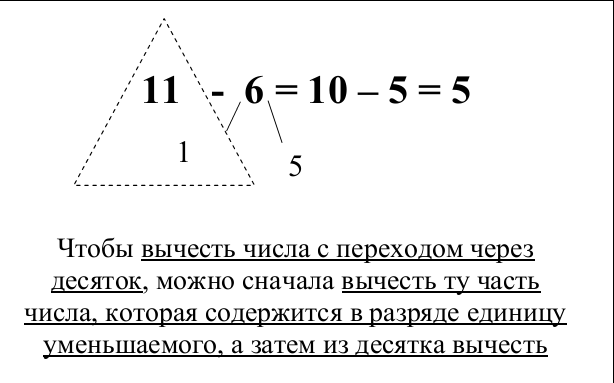 11 - 6 = 10 – 5 = 5
1 5
Чтобы вычесть числа с переходом через
десяток, можно сначала вычесть ту часть
числа, которая содержится в разряде единицу
уменьшаемого, а затем из десятка вычесть